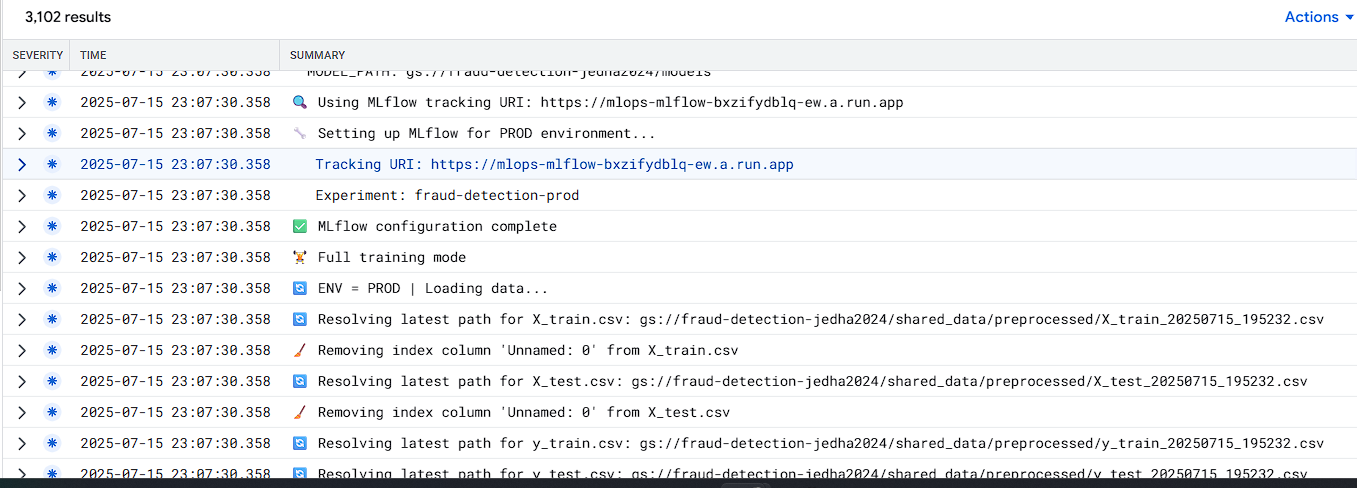 3,102 results
Actions
SEVERITY TIME SUMMARY
2025-07-15 23:07:30.358 MODEL_PATH: gs://fraud-detection-jedha2024/models
2025-07-15 23:07:30.358 🔍 Using MLflow tracking URI: https://mlops-mlflow-bxzifydblq-ew.a.run.app
2025-07-15 23:07:30.358 🔧 Setting up MLflow for PROD environment...
2025-07-15 23:07:30.358 Tracking URI: https://mlops-mlflow-bxzifydblq-ew.a.run.app
2025-07-15 23:07:30.358 Experiment: fraud-detection-prod
2025-07-15 23:07:30.358 ✅ MLflow configuration complete
2025-07-15 23:07:30.358 🏋 Full training mode
2025-07-15 23:07:30.358 🔄 ENV = PROD | Loading data...
2025-07-15 23:07:30.358 🔄 Resolving latest path for X_train.csv: gs://fraud-detection-jedha2024/shared_data/preprocessed/X_train_20250715_195232.csv
2025-07-15 23:07:30.358 🧹 Removing index column 'Unnamed: 0' from X_train.csv
2025-07-15 23:07:30.358 🔄 Resolving latest path for X_test.csv: gs://fraud-detection-jedha2024/shared_data/preprocessed/X_test_20250715_195232.csv
2025-07-15 23:07:30.358 🧹 Removing index column 'Unnamed: 0' from X_test.csv
2025-07-15 23:07:30.358 🔄 Resolving latest path for y_train.csv: gs://fraud-detection-jedha2024/shared_data/preprocessed/y_train_20250715_195232.csv
2025-07-15 23:07:30.358 🔄 Resolving latest path for y_test.csv: gs://fraud-detection-jedha2024/shared_data/preprocessed/y_test_20250715_195232.csv